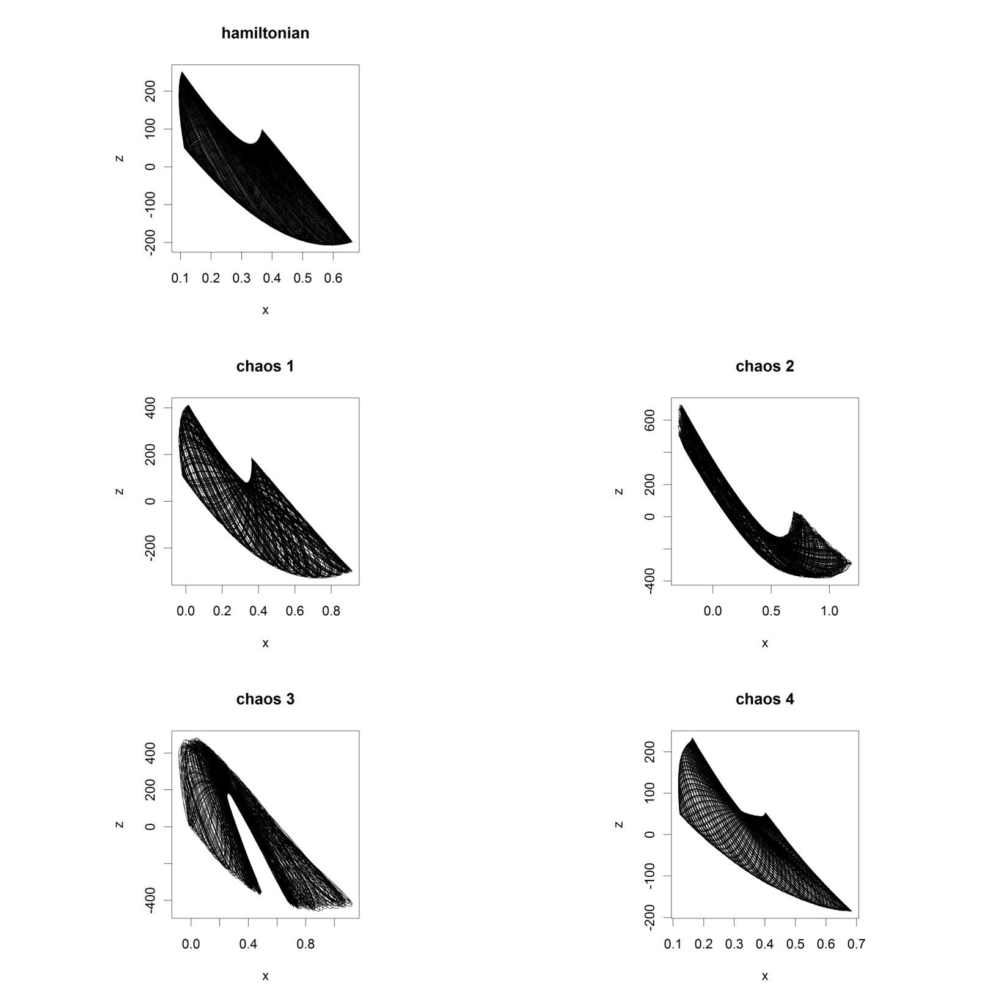 hamiltonian
200
100
0
-100
-200
z
0.1 0.2 0.3 0.4 0.5 0.6
x
chaos 1
400
200
0
-200
z
0.0 0.2 0.4 0.6 0.8
x
chaos 2
600
200
0
-400
z
0.0 0.5 1.0
x
chaos 3
400
200
0
-400
z
0.0 0.4 0.8
x
chaos 4
200
100
0
-100
-200
z
0.1 0.2 0.3 0.4 0.5 0.6 0.7
x